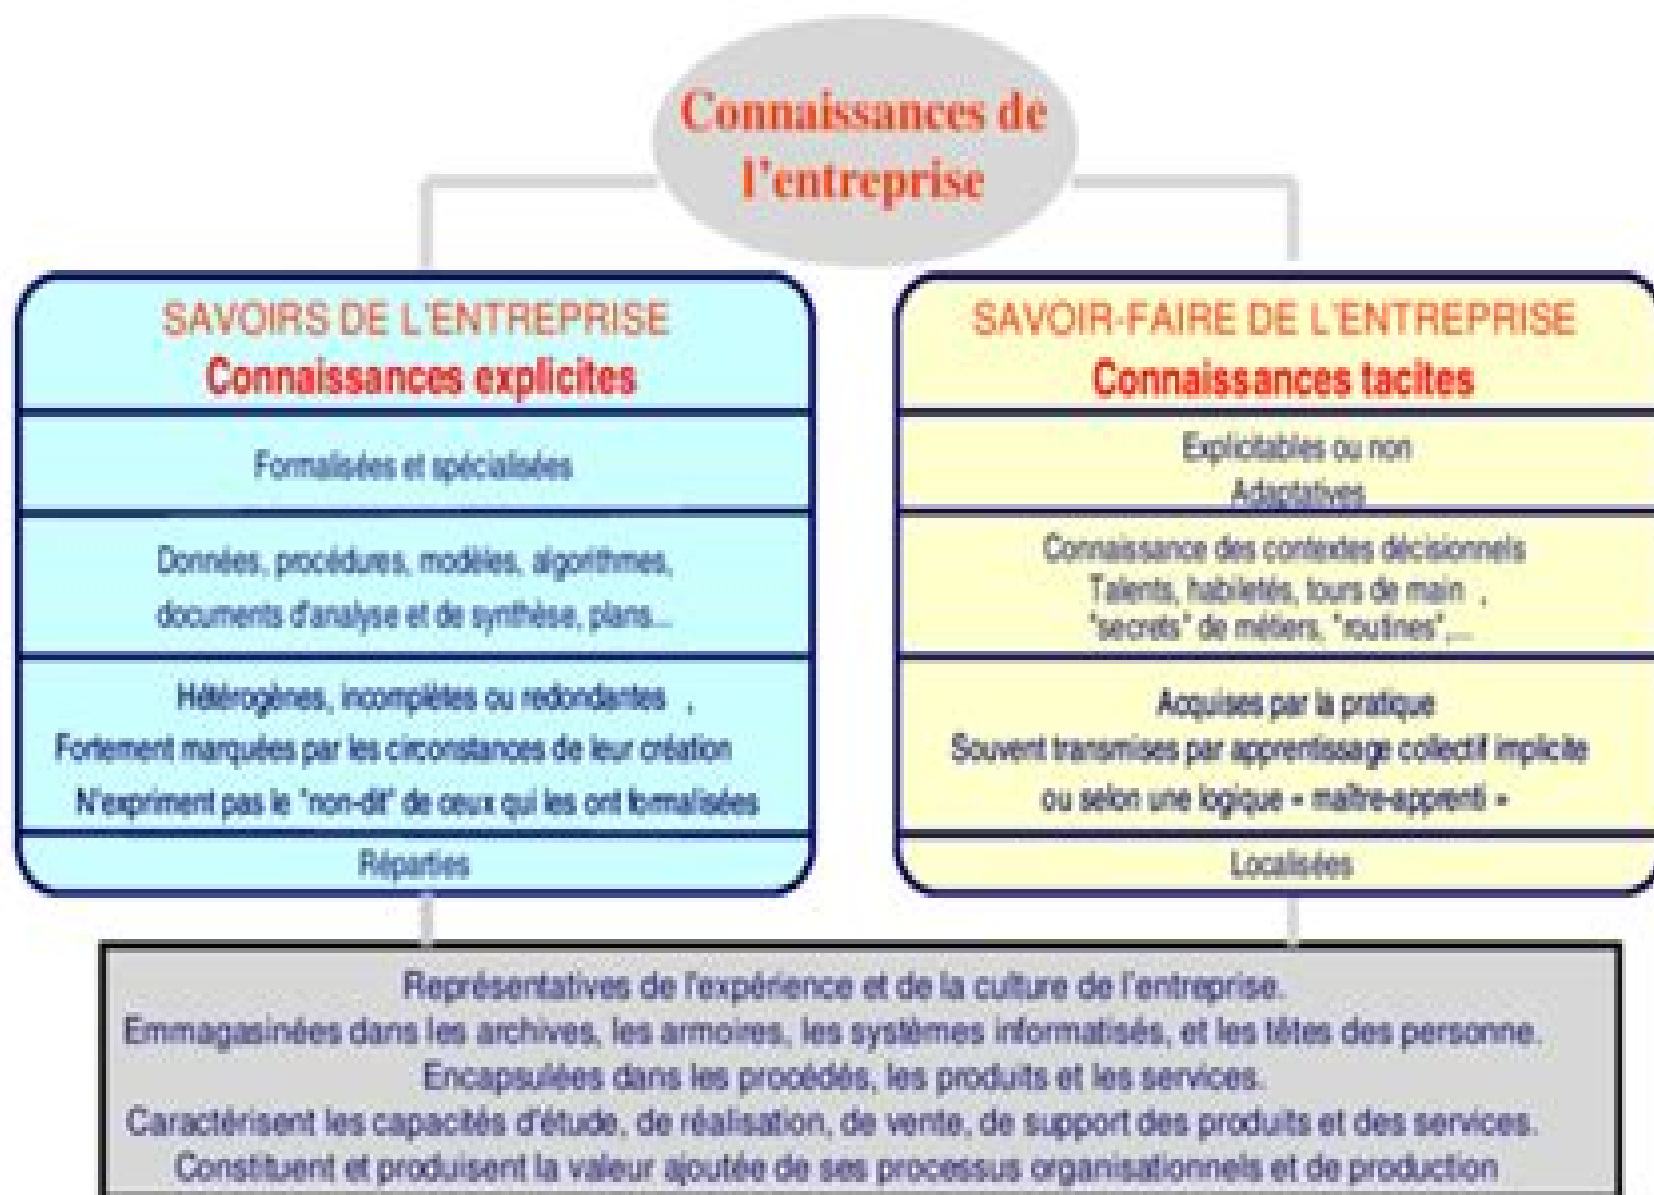 Connaissances de
l'entreprise
SAVOIRS DE L'ENTREPRISE
Connaissances explicites
Formalisées et spécialisées
Données, procédures, modèles, algorithmes,
documents d'analyse et de synthèse, plans...
Hétérogènes, incomplètes ou redondantes ,
Fortement marquées par les circonstances de leur création
N'expriment pas le "non-dit" de ceux qui les ont formalisées
Réparties
SAVOIR-FAIRE DE L'ENTREPRISE
Connaissances tacites
Explicitables ou non
Adaptatives
Connaissance des contextes décisionnels
Talents, habiletés, tours de main ,
"secrets" de métiers, "routines",...
Acquises par la pratique
Souvent transmises par apprentissage collectif implicite
ou selon une logique « maître-apprenti »
Localisées
Représentatives de l'expérience et de la culture de l'entreprise.
Emmagasinées dans les archives, les armoires, les systèmes informatisés, et les têtes des personne.
Encapsulées dans les procédés, les produits et les services.
Caractérisent les capacités d'étude, de réalisation, de vente, de support des produits et des services.
Constituent et produisent la valeur ajoutée de ses processus organisationnels et de production